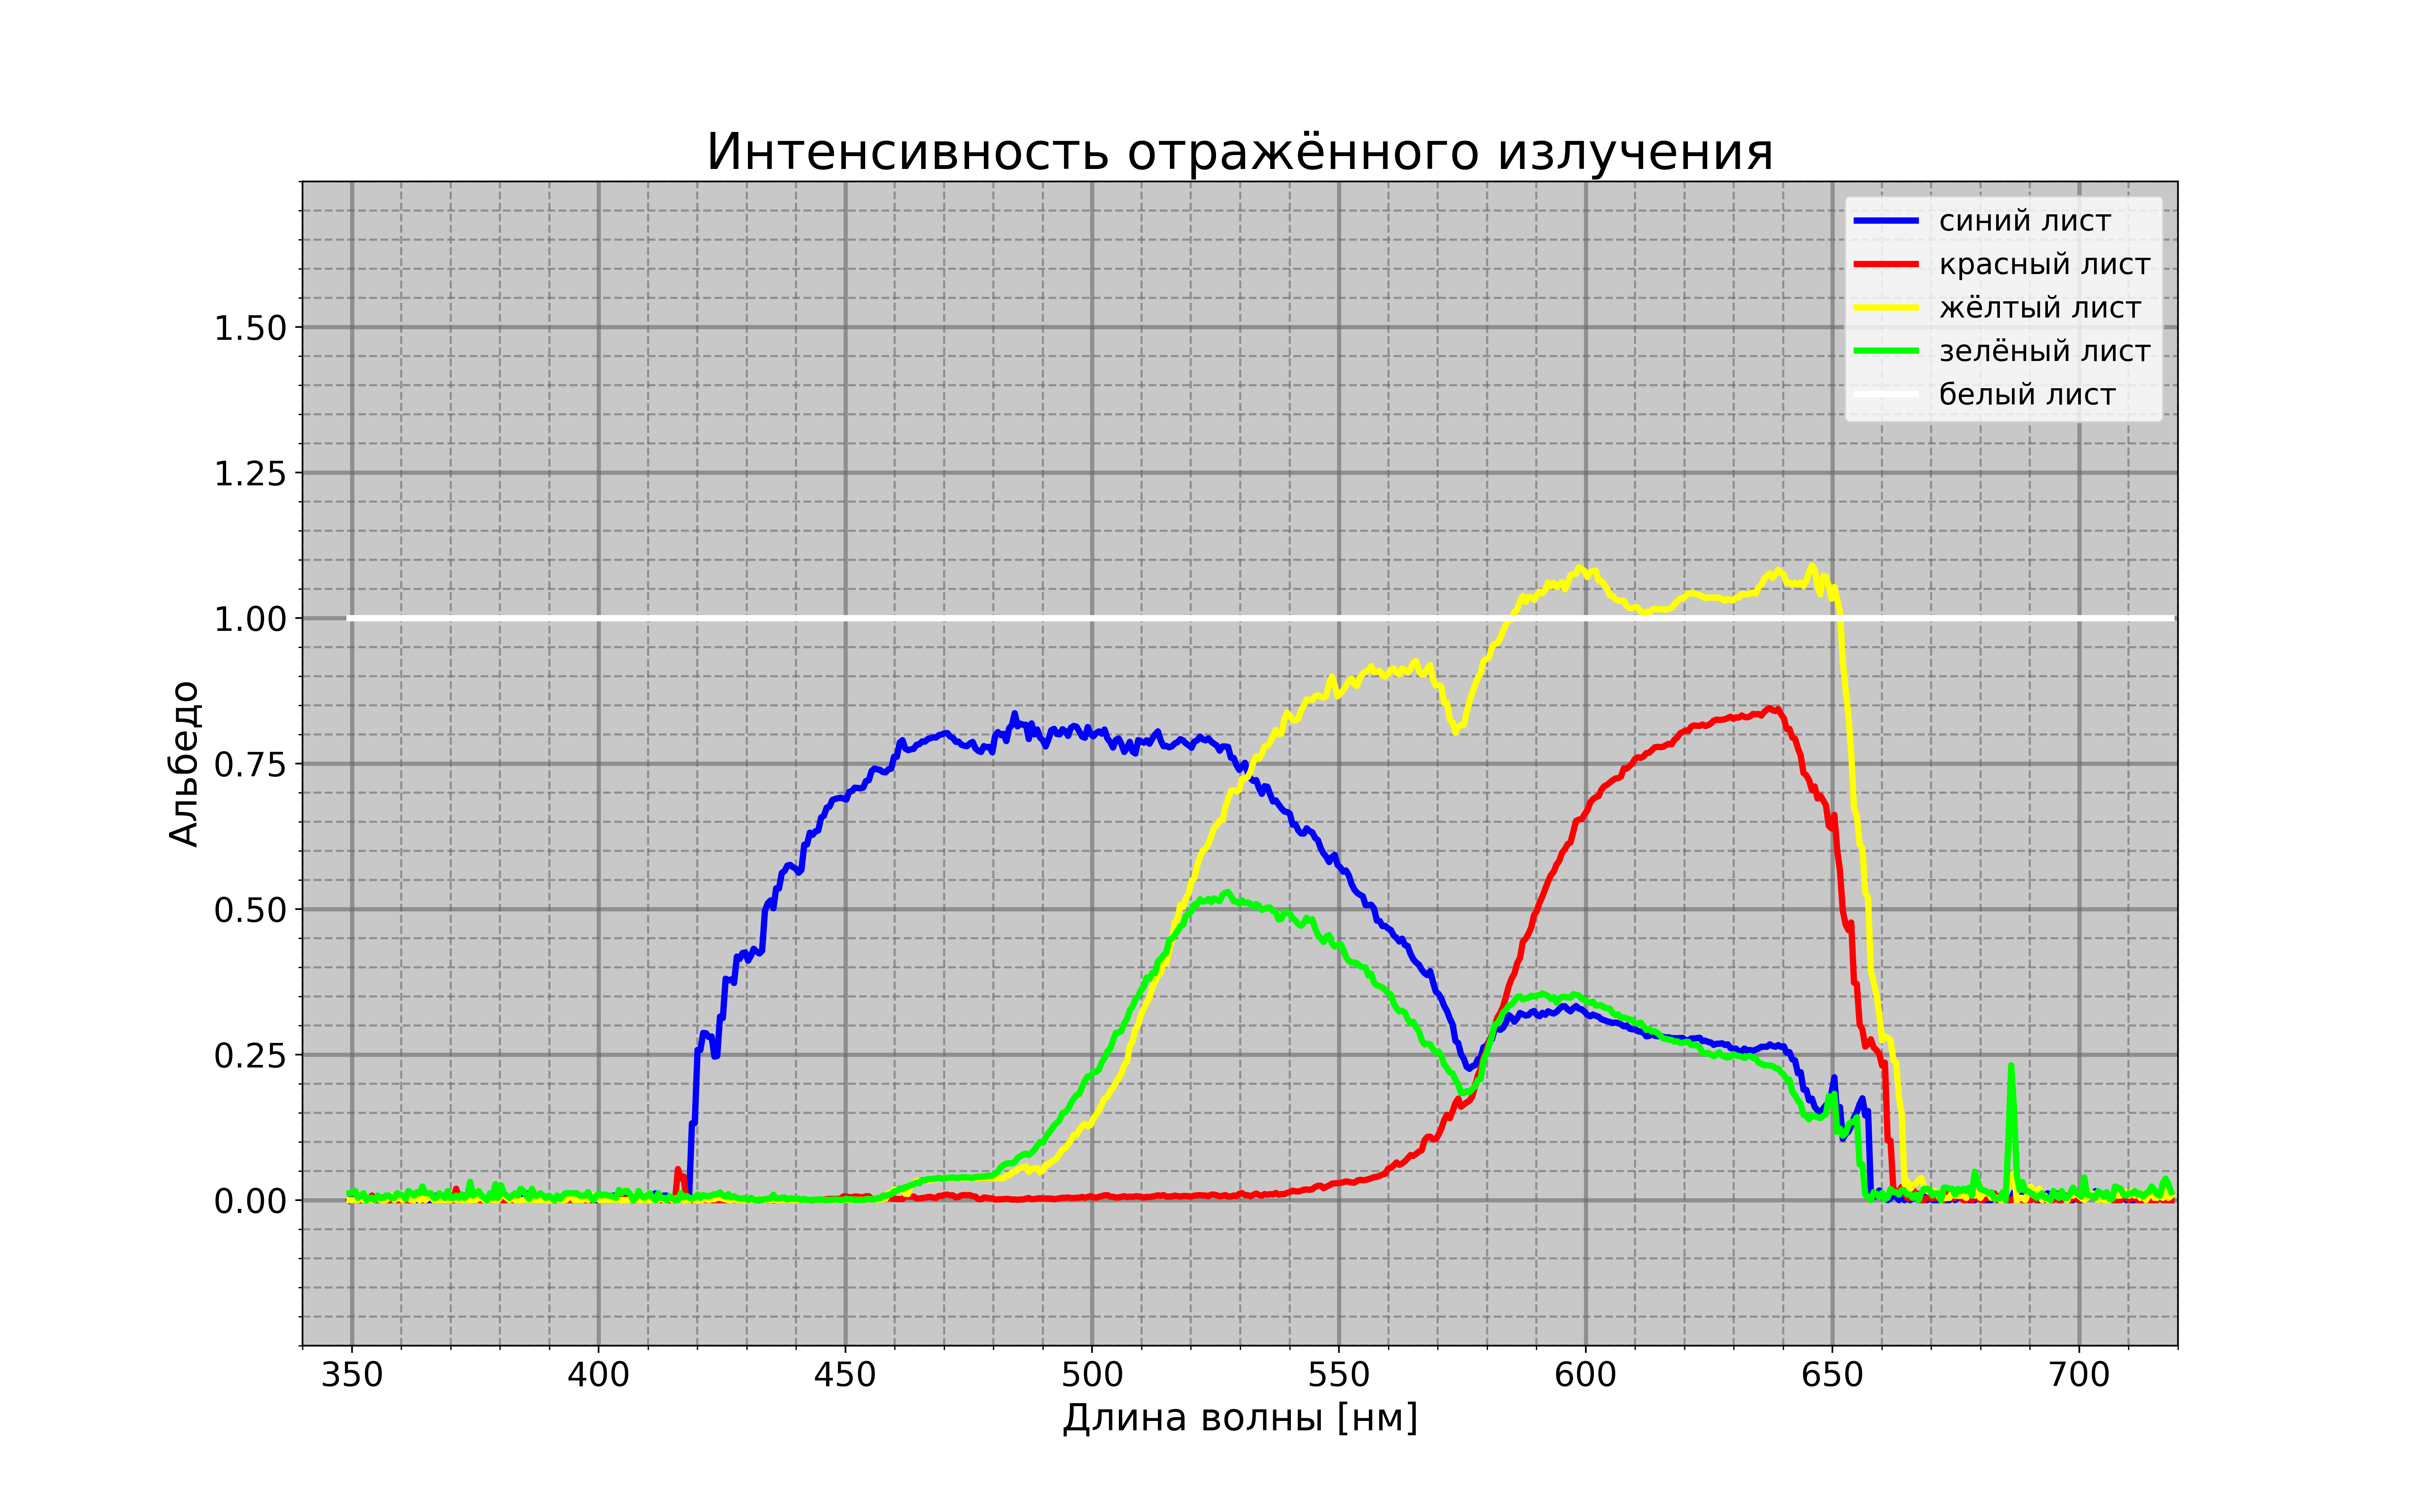 Интенсивность отражённого излучения
синий лист
красный лист
жёлтый лист
зелёный лист
белый лист
1.50
1.25
1.00
0.75
0.50
0.25
0.00
Альбедо
350 400 450 500 550 600 650 700
Длина волны [нм]